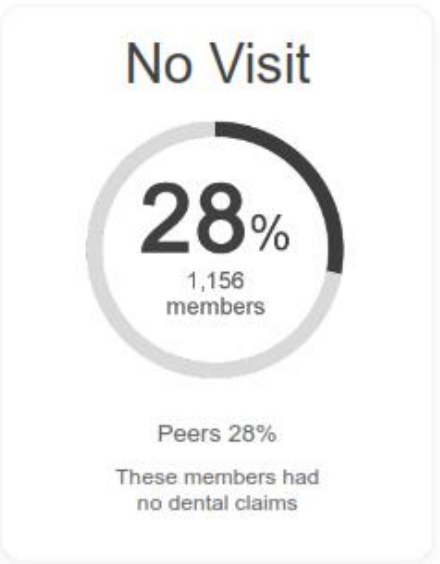 No Visit
28%
1,156
members
Peers 28%
These members had
no dental claims